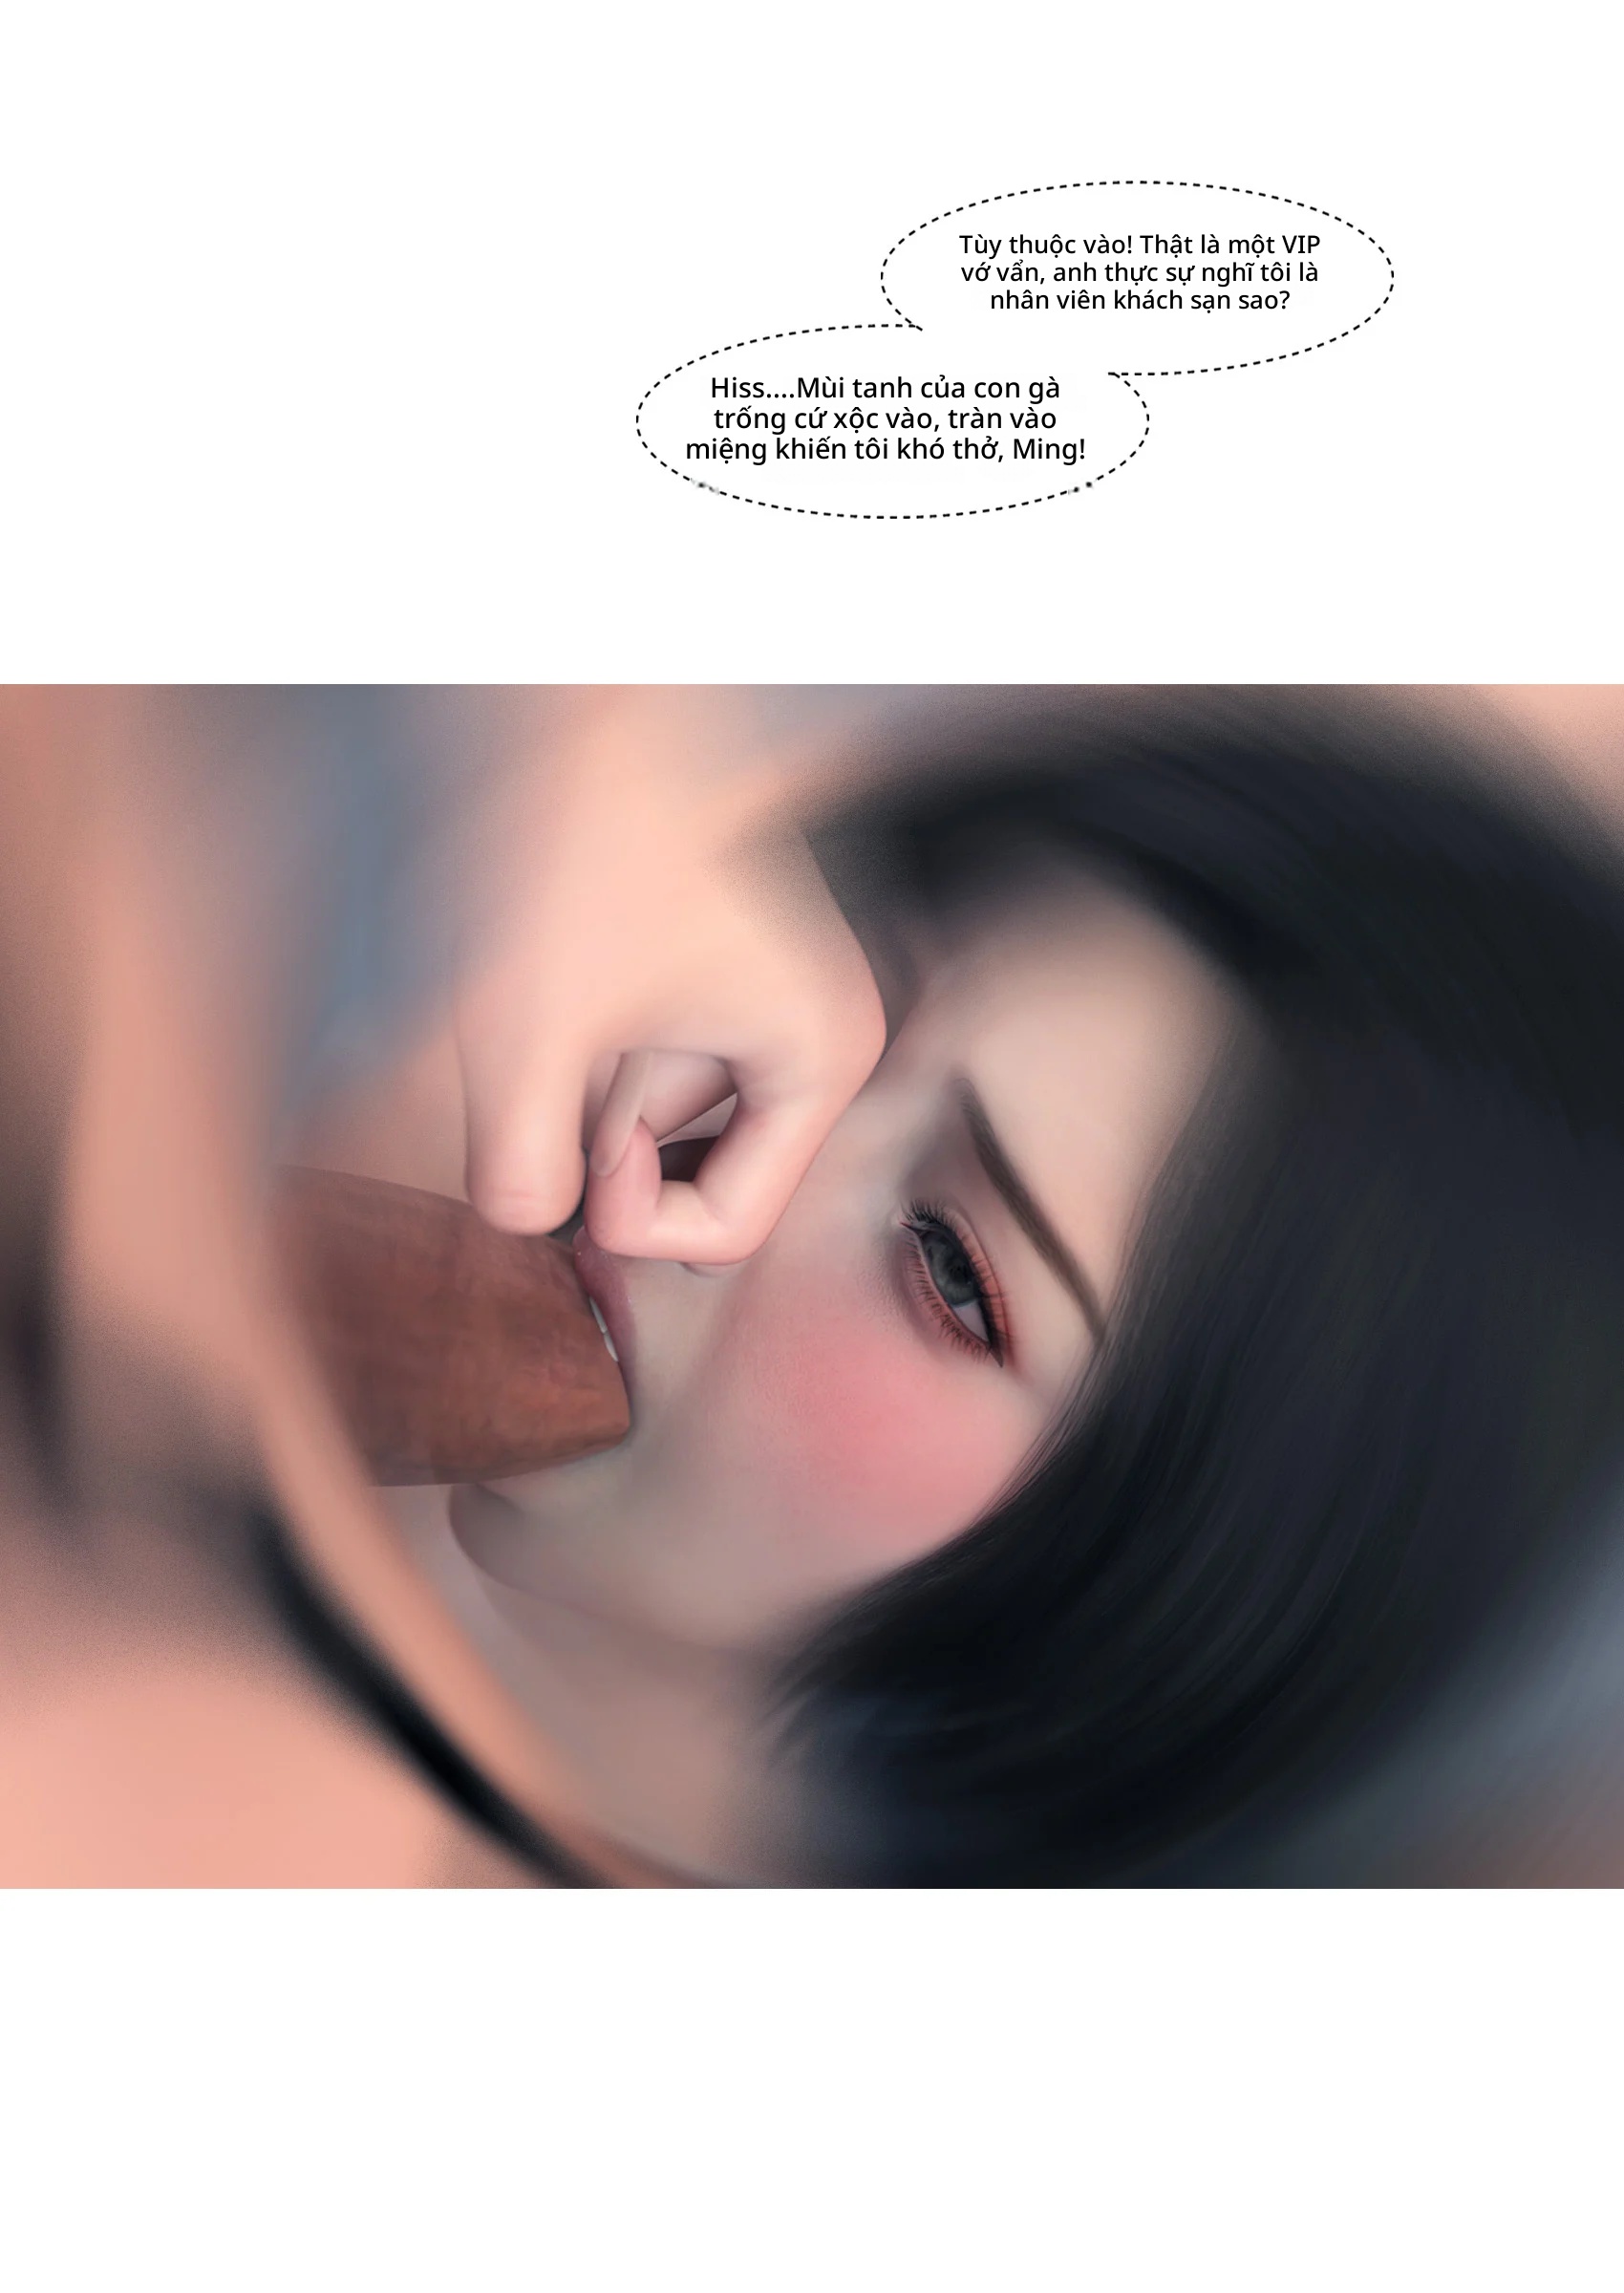 Tùy thuộc vào! Thật là một VIP
vớ vẩn, anh thực sự nghĩ tôi là
nhân viên khách sạn sao?
Hiss....Mùi tanh của con gà
trống cứ xộc vào, tràn vào
miệng khiến tôi khó thở, Ming!